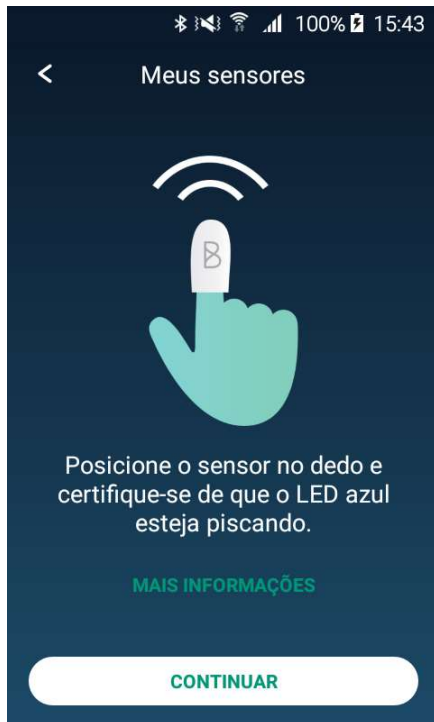 100% 15:43
Meus sensores
B
Posicione o sensor no dedo e
certifique-se de que o LED azul
esteja piscando.
MAIS INFORMAÇÕES
CONTINUAR